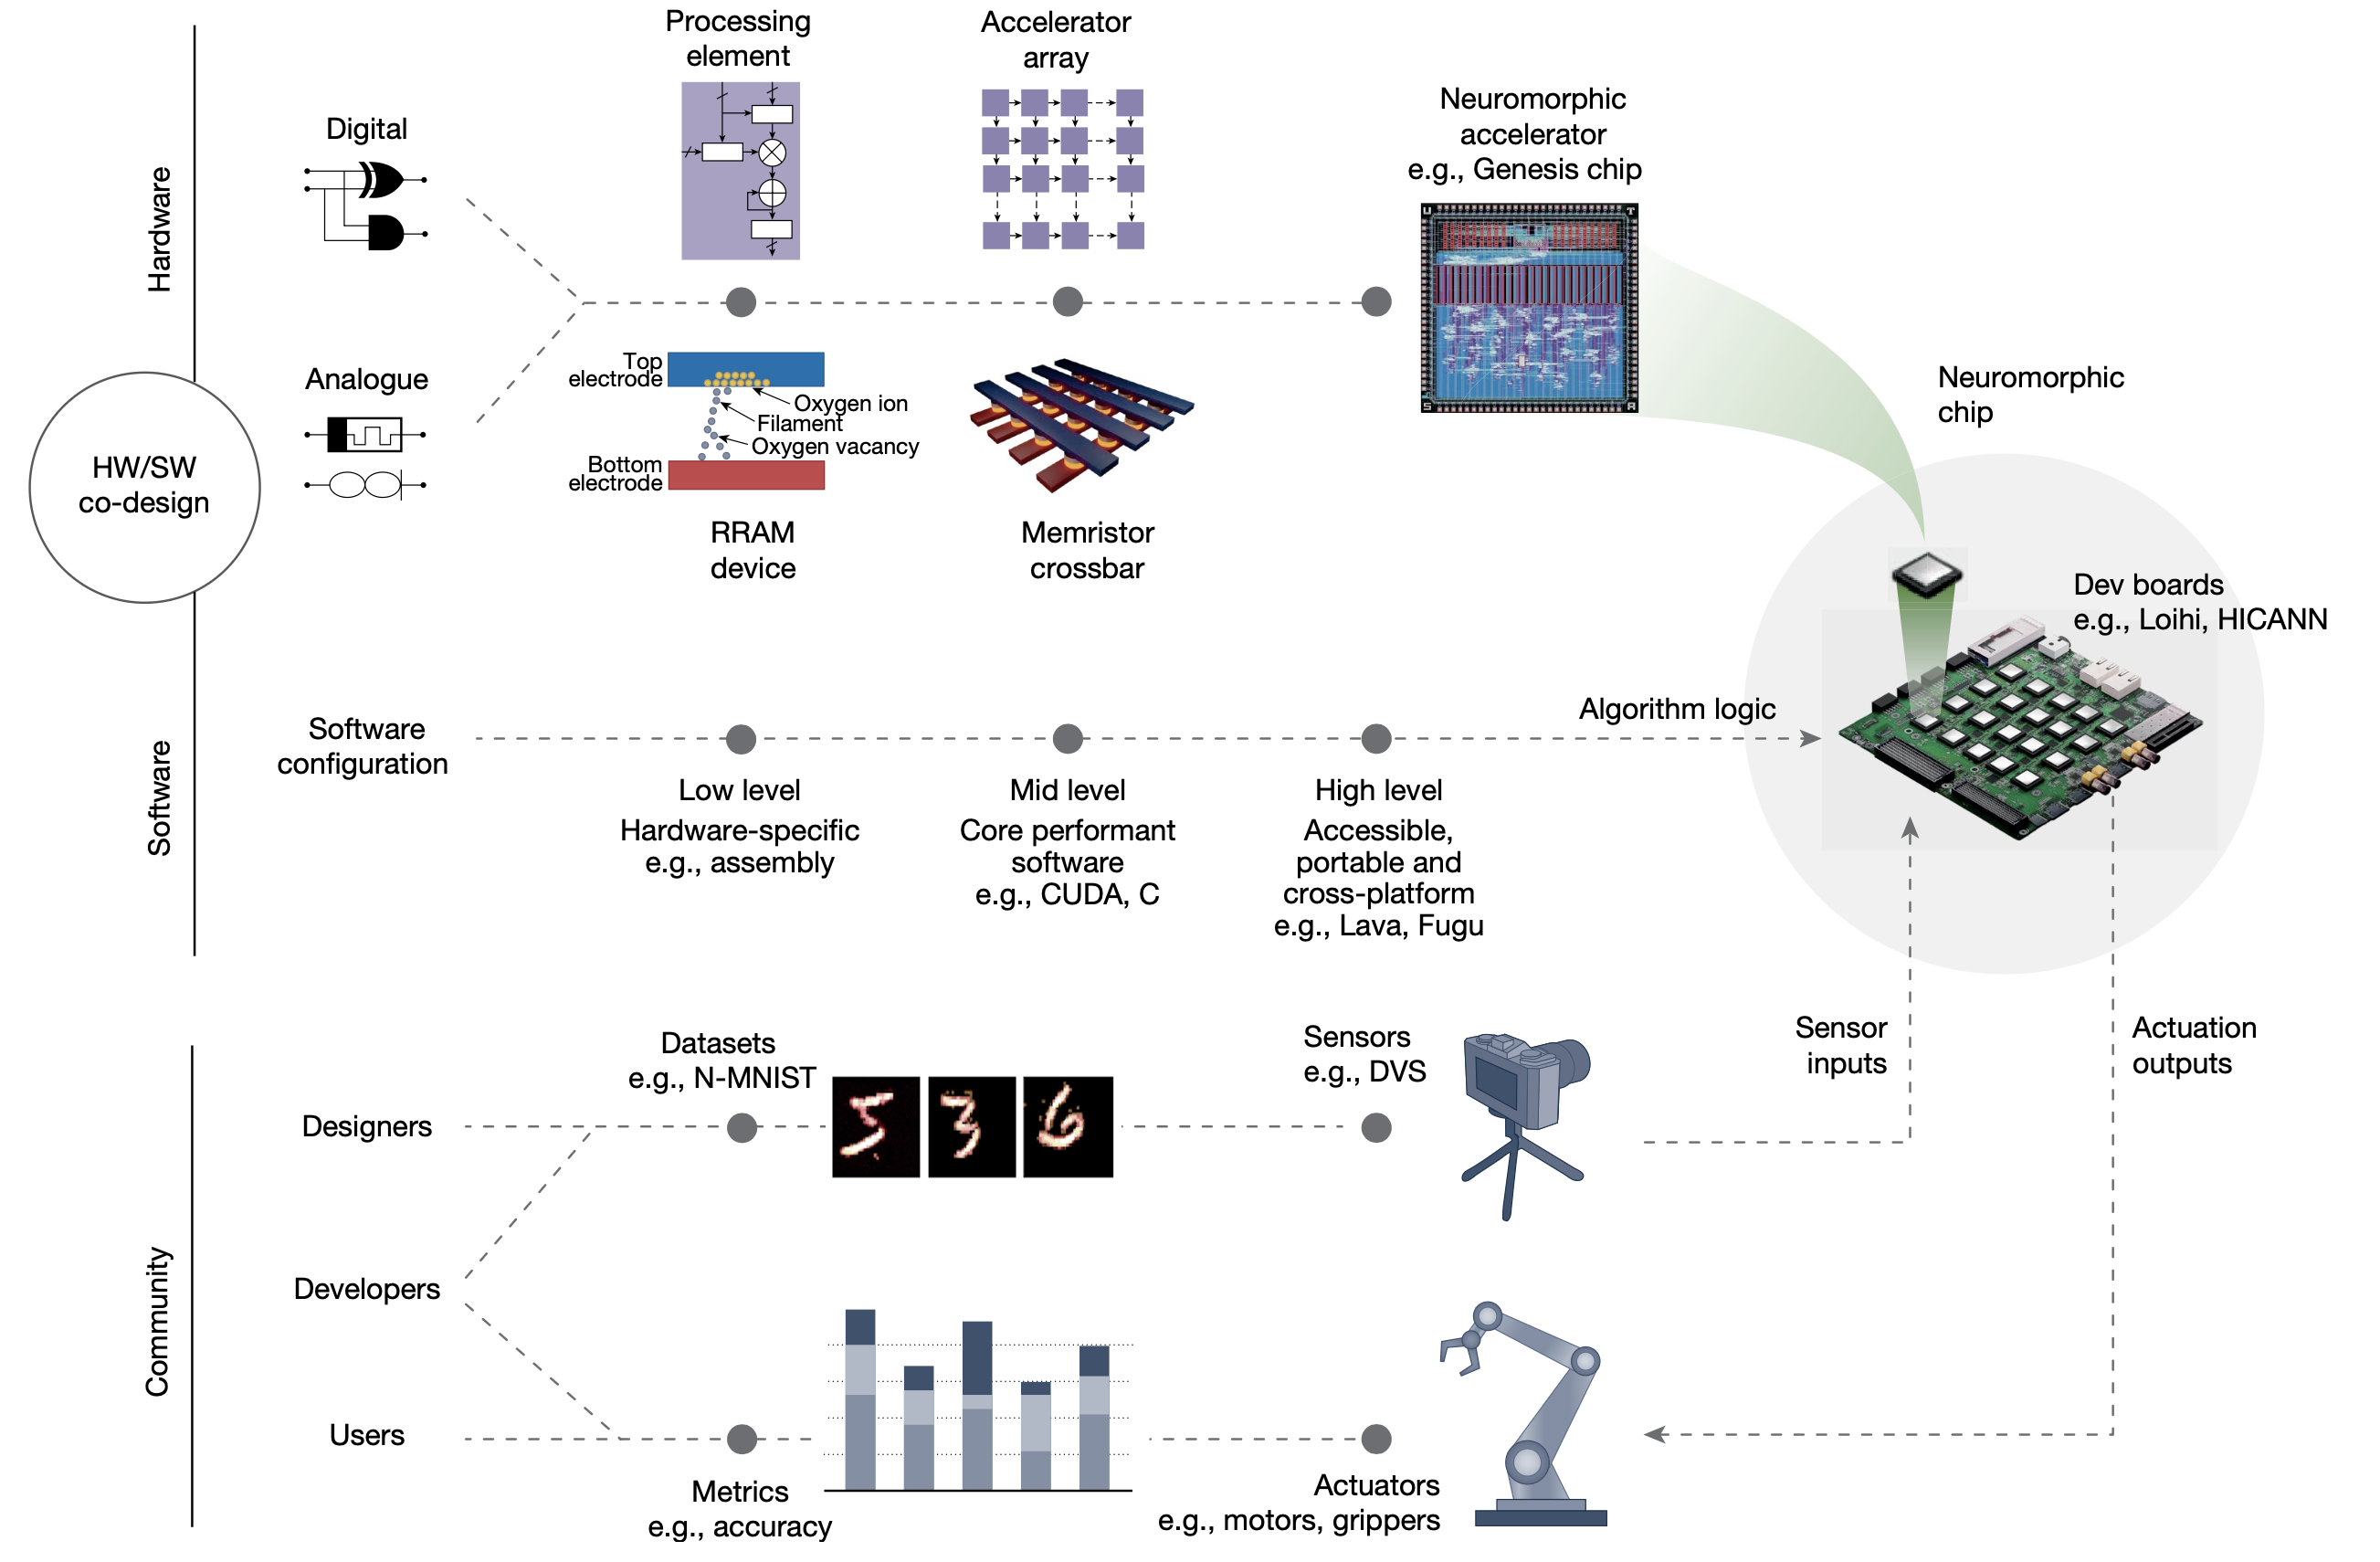 Processing
element
Accelerator
array
Neuromorphic
accelerator
e.g., Genesis chip
Digital
Hardware
U T
S R
Analogue
Top
electrode
Oxygen ion
Filament
Oxygen vacancy
Bottom
electrode
RRAM
device
Memristor
crossbar
Neuromorphic
chip
HW/SW
co-design
Dev boards
e.g., Loihi, HICANN
Software
Software
configuration
Algorithm logic
Low level
Hardware-specific
e.g., assembly
Mid level
Core performant
software
e.g., CUDA, C
High level
Accessible,
portable and
cross-platform
e.g., Lava, Fugu
Community
Designers
Datasets
e.g., N-MNIST
5 3 6
Sensors
e.g., DVS
Sensor
inputs
Actuation
outputs
Developers
Users
Metrics
e.g., accuracy
Actuators
e.g., motors, grippers